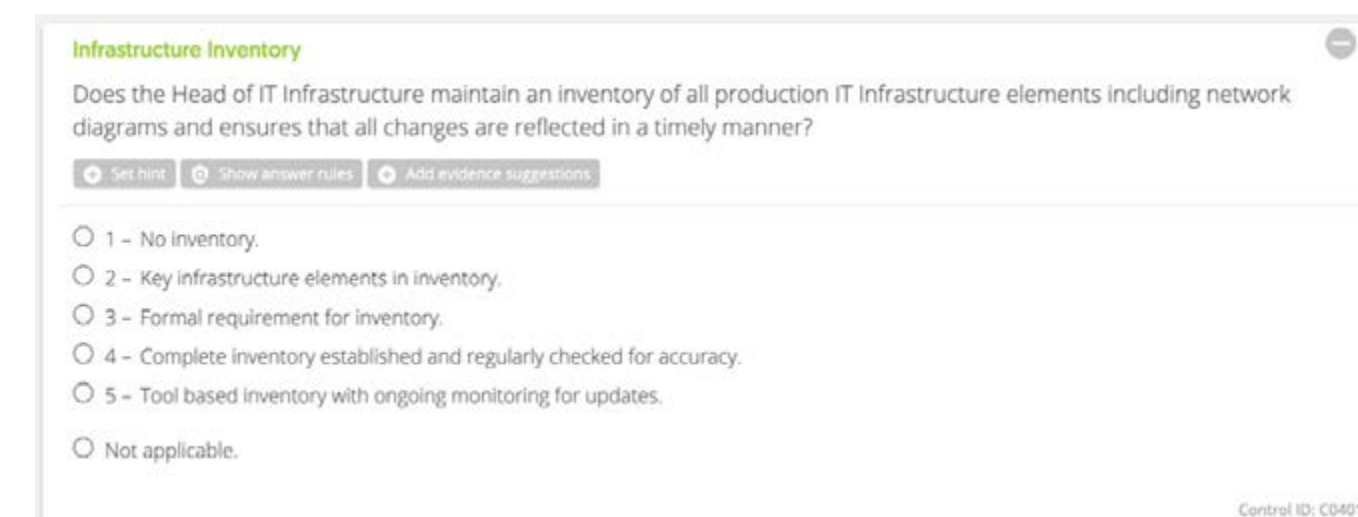 Infrastructure Inventory
Does the Head of IT Infrastructure maintain an inventory of all production IT Infrastructure elements including network
diagrams and ensures that all changes are reflected in a timely manner?
Set hint Show answer rules Add evidence suggestions
1 – No inventory.
2 – Key infrastructure elements in inventory.
3 – Formal requirement for inventory.
4 – Complete inventory established and regularly checked for accuracy.
5 – Tool based inventory with ongoing monitoring for updates.
Not applicable.
Control ID: C0401